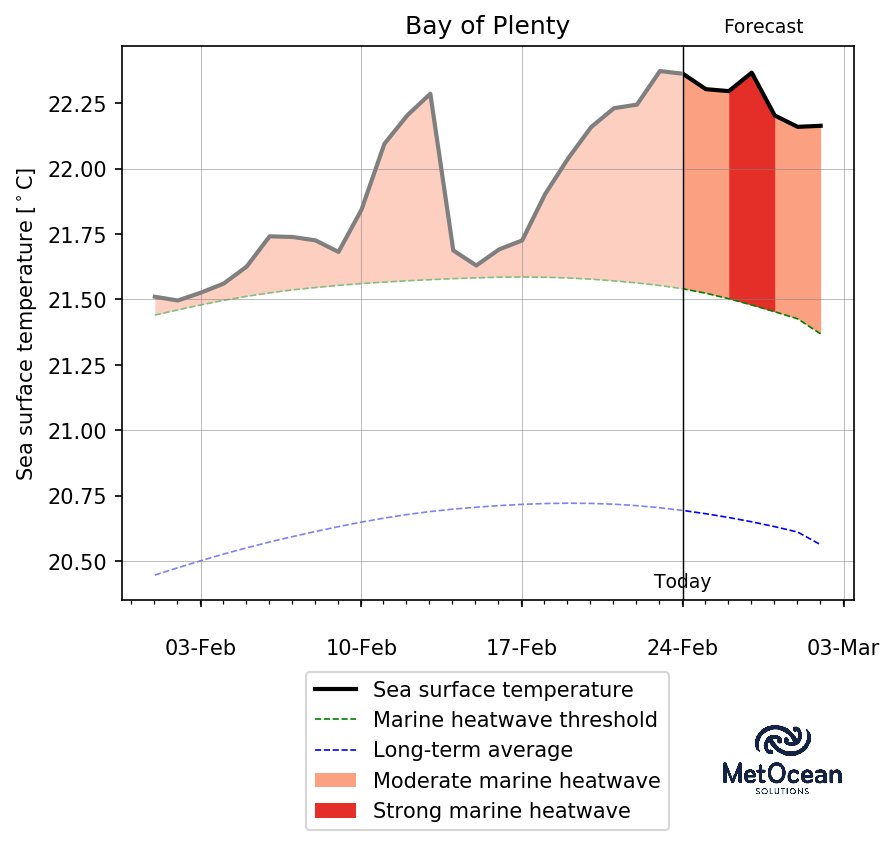 Bay of Plenty
Forecast
Sea surface temperature [°C]
22.25
22.00
21.75
21.50
21.25
21.00
20.75
20.50
Today
03-Feb
10-Feb
17-Feb
24-Feb
03-Mar
Sea surface temperature
Marine heatwave threshold
Long-term average
Moderate marine heatwave
Strong marine heatwave
MetOcean
SOLUTIONS